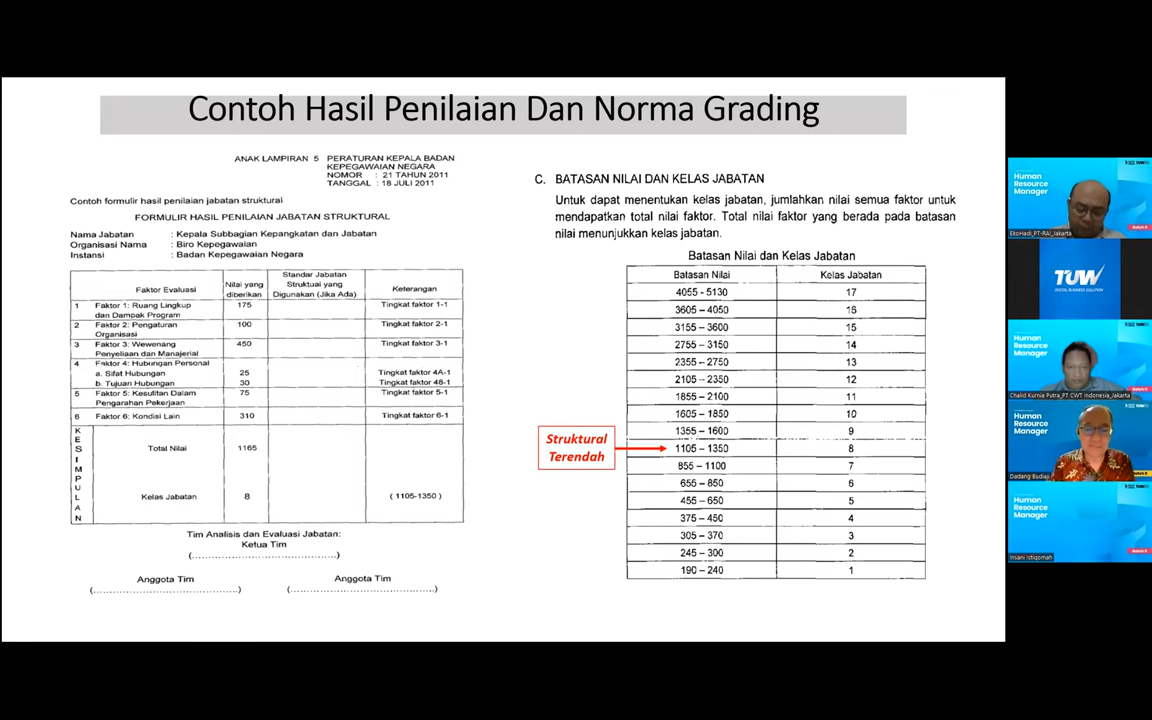 Contoh Hasil Penilaian Dan Norma Grading
ANAK LAMPIRAN 5 PERATURAN KEPALA BADAN
KEPEGAWAIAN NEGARA
NOMOR : 21 TAHUN 2011
TANGGAL : 18 JULI 2011
Contoh formulir hasil penilaian jabatan struktural
FORMULIR HASIL PENILAIAN JABATAN STRUKTURAL
Nama Jabatan : Kepala Subbagian Kepangkatan dan Jabatan
Organisasi Nama : Biro Kepegawaian
Instansi : Badan Kepegawaian Negara
Faktor Evaluasi
Nilai yang
diberikan
Standar Jabatan
Struktuai yang
Digunakan (Jika Ada)
Keterangan
1 Faktor 1: Ruang Lingkup
dan Dampak Program
175 Tingkat faktor 1-1
2 Faktor 2: Pengaturan
Organisasi
100 Tingkat faktor 2-1
3 Faktor 3: Wewenang
Penyeliaan dan Manajerial
450 Tingkat faktor 3-1
4 Faktor 4: Hubungan Personal
a. Sifat Hubungan 25 Tingkat faktor 4A-1
b. Tujuan Hubungan 30 Tingkat faktor 4B-1
5 Faktor 5: Kesulitan Dalam
Pengarahan Pekerjaan
75 Tingkat faktor 5-1
6 Faktor 6: Kondisi Lain 310 Tingkat faktor 6-1
KESIMPULAN
Total Nilai 1165
Kelas Jabatan 8 ( 1105-1350 )
Tim Analisis dan Evaluasi Jabatan:
Ketua Tim
(.............................................)
Anggota Tim Anggota Tim
(.............................................) (.............................................)
C. BATASAN NILAI DAN KELAS JABATAN
Untuk dapat menentukan kelas jabatan, jumlahkan nilai semua faktor untuk
mendapatkan total nilai faktor. Total nilai faktor yang berada pada batasan
nilai menunjukkan kelas jabatan.
Batasan Nilai dan Kelas Jabatan
Batasan Nilai Kelas Jabatan
4055 - 5130 17
3605 – 4050 16
3155 – 3600 15
2755 – 3150 14
2355 – 2750 13
2105 – 2350 12
1855 – 2100 11
1605 – 1850 10
1355 – 1600 9
1105 – 1350 8
855 – 1100 7
655 – 850 6
455 – 650 5
375 – 450 4
305 – 370 3
245 – 300 2
190 – 240 1
Struktural
Terendah
Human
Resource
Manager
EkoHadi_PT-RAI_Jakarta
TUW
DIGITAL BUSINESS SOLUTION
Human
Resource
Manager
Chalid Kurnia Putra_PT CWT Indonesia_Jakarta
Human
Resource
Manager
Dadang Budiaji
Human
Resource
Manager
Insani Istiqomah